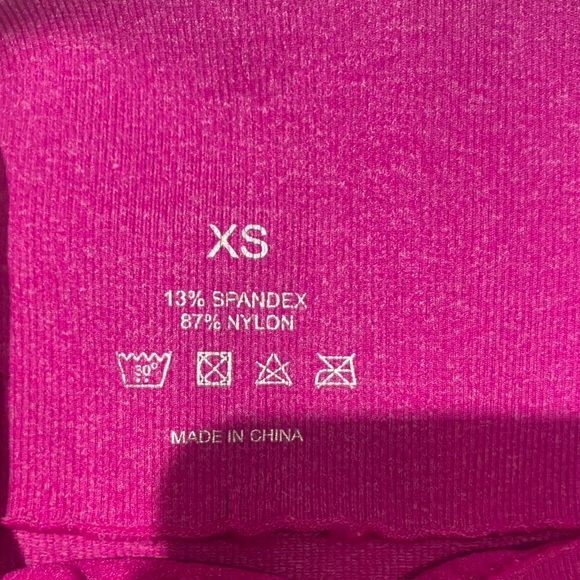 XS
13% SPANDEX
87% NYLON
30°
MADE IN CHINA